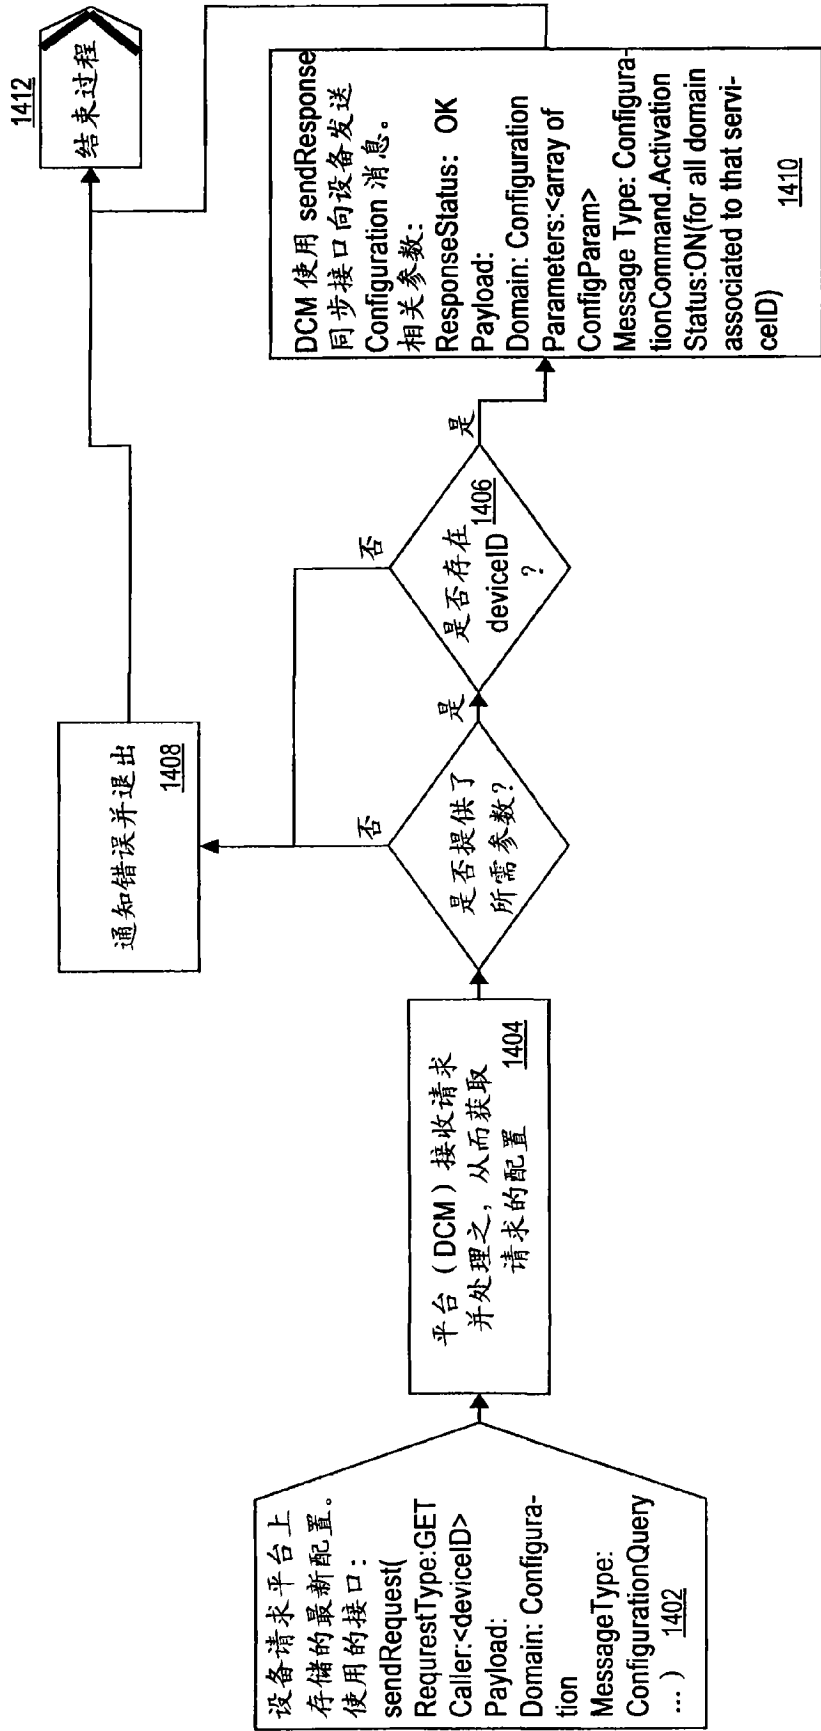 设备请求平台上
存储的最新配置。
使用的接口：
sendRequest(
RequrestType:GET
Caller:<deviceID>
Payload:
Domain: Configura-
tion
MessageType:
ConfigurationQuery
...） 1402
平台（DCM）接收请求
并处理之，从而获取
请求的配置
1404
是否提供了
所需参数？
否
是
是否存在
deviceID
？
1406
否
是
通知错误并退出
1408
DCM 使用 sendResponse
同步接口向设备发送
Configuration 消息。
相关参数：
ResponseStatus: OK
Payload:
Domain: Configuration
Parameters:<array of
ConfigParam>
Message Type: Configura-
tionCommand.Activation
Status:ON(for all domain
associated to that servi-
ceID)
1410
结束过程
1412